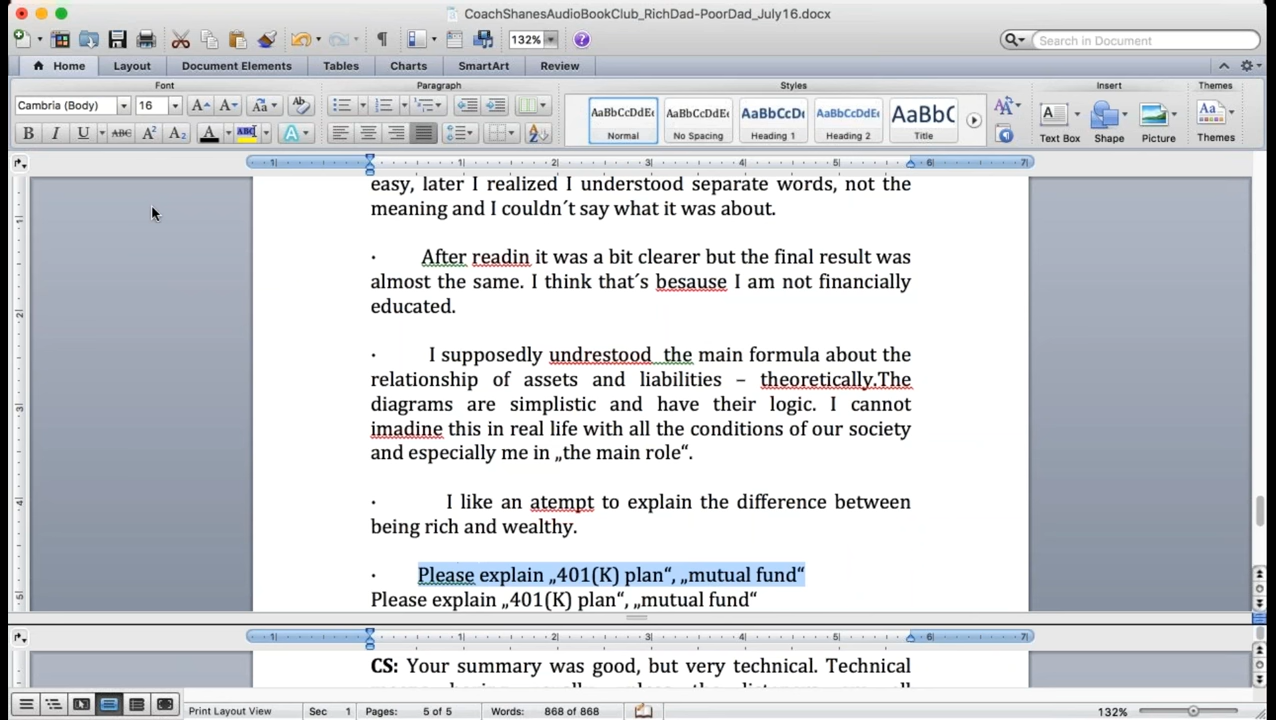 CoachShanesAudioBookClub_RichDad-PoorDad_July16.docx
132%
Search in Document
Home Layout Document Elements Tables Charts SmartArt Review
Font Paragraph Styles Insert Themes
Cambria (Body) 16
AaBbCcDdEe AaBbCcDdEe AaBbCcDc AaBbCcDdEe AaBbC
Normal No Spacing Heading 1 Heading 2 Title
Text Box Shape Picture Themes
easy, later I realized I understood separate words, not the
meaning and I couldn´t say what it was about.
· After readin it was a bit clearer but the final result was
almost the same. I think that´s besause I am not financially
educated.
· I supposedly undrestood the main formula about the
relationship of assets and liabilities – theoretically.The
diagrams are simplistic and have their logic. I cannot
imadine this in real life with all the conditions of our society
and especially me in „the main role“.
· I like an atempt to explain the difference between
being rich and wealthy.
· Please explain „401(K) plan“, „mutual fund“
Please explain „401(K) plan“, „mutual fund“
CS: Your summary was good, but very technical. Technical
Print Layout View Sec 1 Pages: 5 of 5 Words: 868 of 868 132%